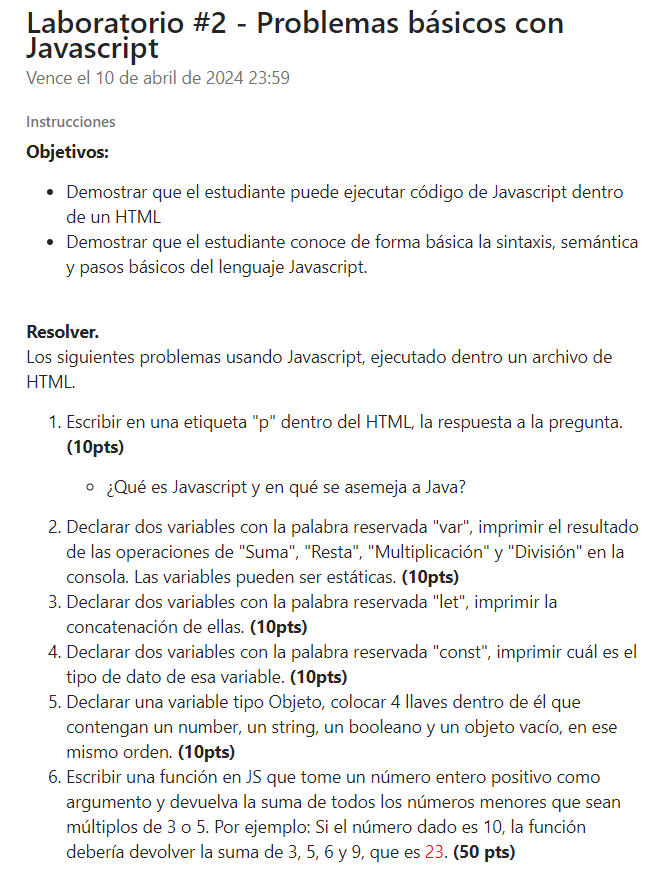 Laboratorio #2 - Problemas básicos con
Javascript
Vence el 10 de abril de 2024 23:59
Instrucciones
Objetivos:
• Demostrar que el estudiante puede ejecutar código de Javascript dentro
de un HTML
• Demostrar que el estudiante conoce de forma básica la sintaxis, semántica
y pasos básicos del lenguaje Javascript.
Resolver.
Los siguientes problemas usando Javascript, ejecutado dentro un archivo de
HTML.
1. Escribir en una etiqueta "p" dentro del HTML, la respuesta a la pregunta.
(10pts)
◦ ¿Qué es Javascript y en qué se asemeja a Java?
2. Declarar dos variables con la palabra reservada "var", imprimir el resultado
de las operaciones de "Suma", "Resta", "Multiplicación" y "División" en la
consola. Las variables pueden ser estáticas. (10pts)
3. Declarar dos variables con la palabra reservada "let", imprimir la
concatenación de ellas. (10pts)
4. Declarar dos variables con la palabra reservada "const", imprimir cuál es el
tipo de dato de esa variable. (10pts)
5. Declarar una variable tipo Objeto, colocar 4 llaves dentro de él que
contengan un number, un string, un booleano y un objeto vacío, en ese
mismo orden. (10pts)
6. Escribir una función en JS que tome un número entero positivo como
argumento y devuelva la suma de todos los números menores que sean
múltiplos de 3 o 5. Por ejemplo: Si el número dado es 10, la función
debería devolver la suma de 3, 5, 6 y 9, que es 23. (50 pts)